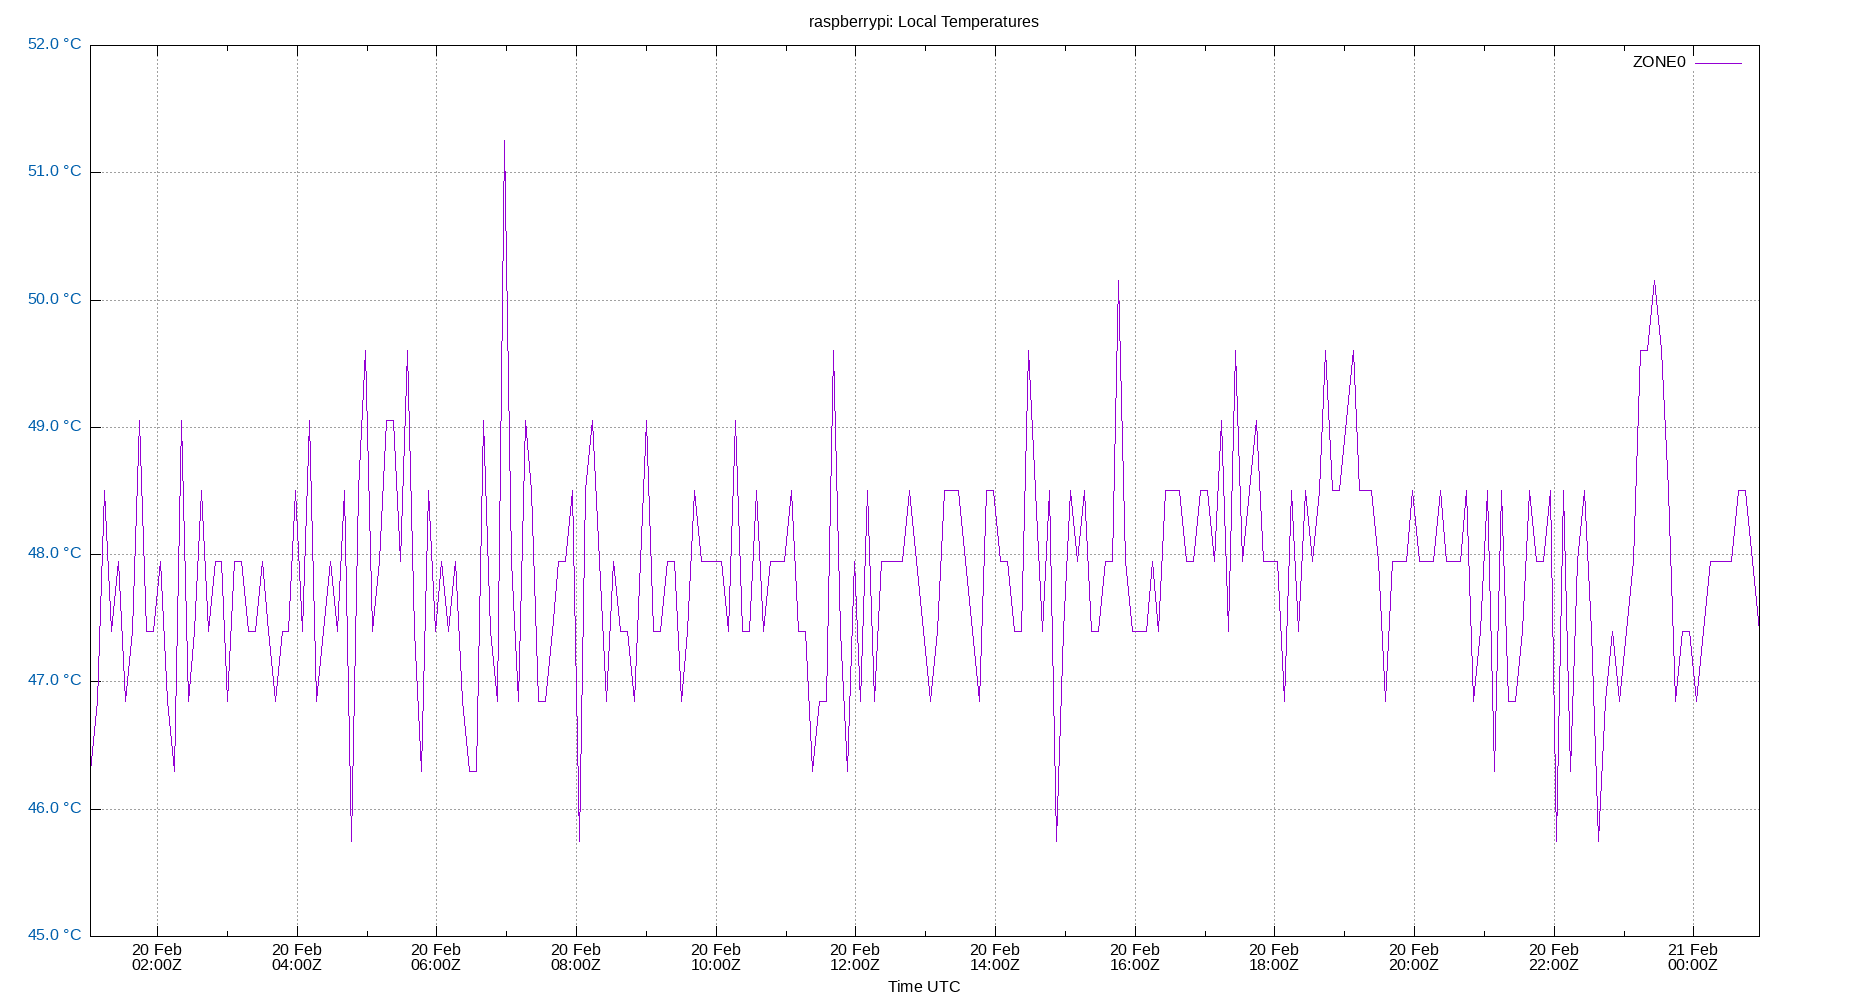 raspberrypi: Local Temperatures
ZONE0
52.0 °C
51.0 °C
50.0 °C
49.0 °C
48.0 °C
47.0 °C
46.0 °C
45.0 °C
20 Feb 20 Feb 20 Feb 20 Feb 20 Feb 20 Feb 20 Feb 20 Feb 20 Feb 20 Feb 20 Feb 21 Feb
02:00Z 04:00Z 06:00Z 08:00Z 10:00Z 12:00Z 14:00Z 16:00Z 18:00Z 20:00Z 22:00Z 00:00Z
Time UTC